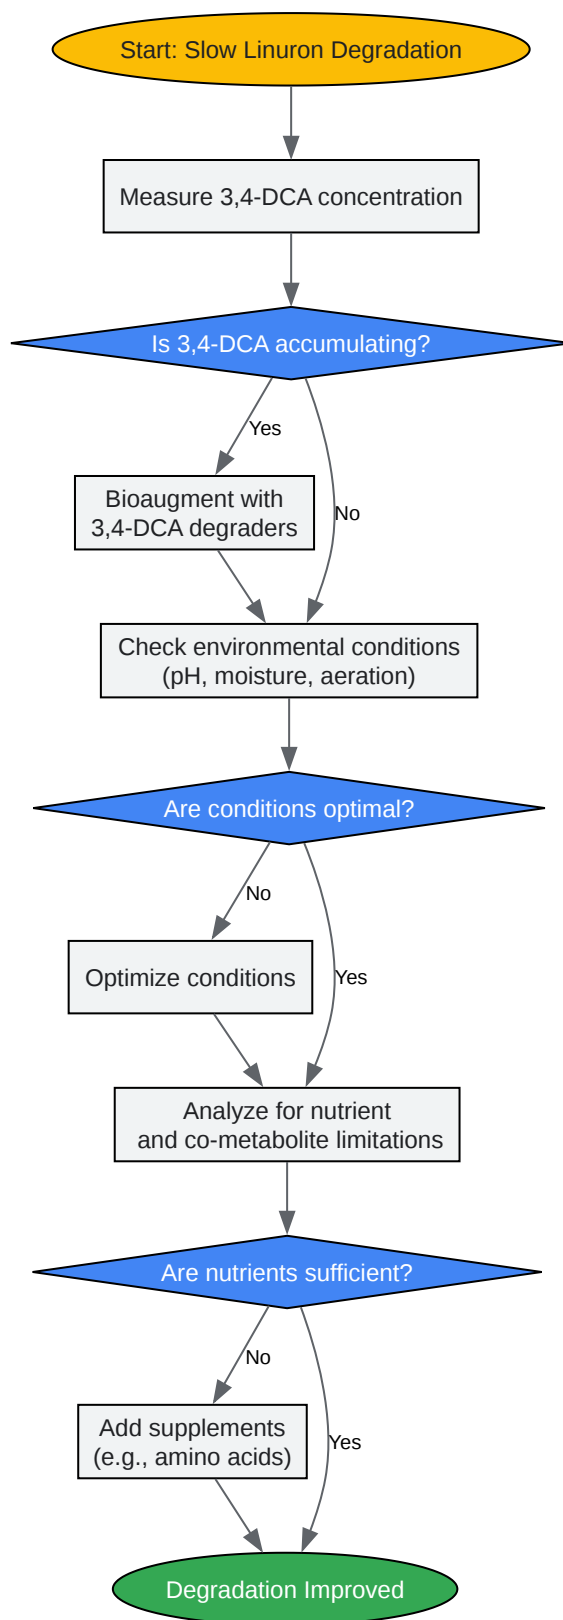 Start: Slow Linuron Degradation
Measure 3,4-DCA concentration
Is 3,4-DCA accumulating?
Yes
Bioaugment with
3,4-DCA degraders
No
Check environmental conditions
(pH, moisture, aeration)
Are conditions optimal?
No
Optimize conditions
Yes
Analyze for nutrient
and co-metabolite limitations
Are nutrients sufficient?
No
Add supplements
(e.g., amino acids)
Yes
Degradation Improved